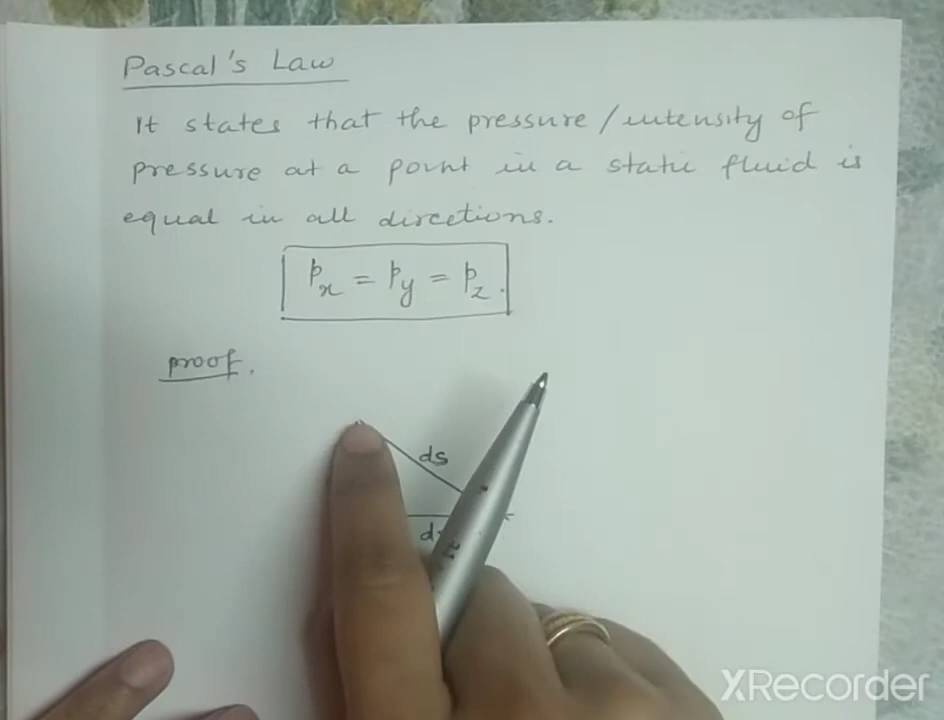 Pascal's Law
It states that the pressure / intensity of
pressure at a point in a static fluid is
equal in all directions.
Px = Py = Pz.
proof.
ds
XRecorder